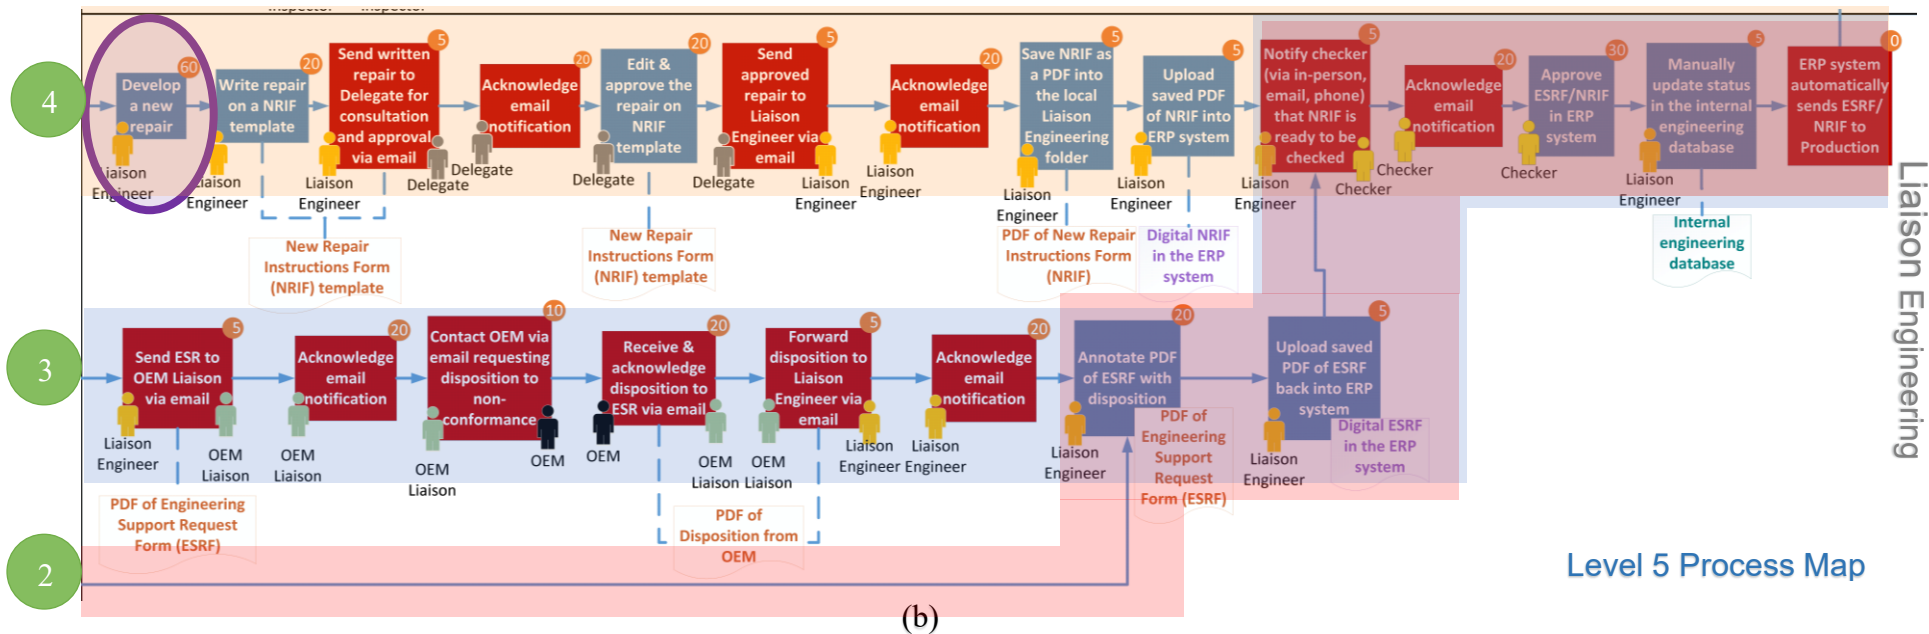 Inspector Inspector
4
60
Develop
a new
repair
Liaison
Engineer
20
Write repair
on a NRIF
template
Liaison
Engineer
5
Send written
repair to
Delegate for
consultation
and approval
via email
Liaison
Engineer
Delegate
20
Acknowledge
email
notification
Delegate
20
Edit &
approve the
repair on
NRIF
template
Delegate
5
Send
approved
repair to
Liaison
Engineer via
email
Delegate
Liaison
Engineer
20
Acknowledge
email
notification
Liaison
Engineer
5
Save NRIF as
a PDF into
the local
Liaison
Engineering
folder
Liaison
Engineer
5
Upload
saved PDF
of NRIF into
ERP system
Liaison
Engineer
5
Notify checker
(via in-person,
email, phone)
that NRIF is
ready to be
checked
Liaison
Engineer
Checker
20
Acknowledge
email
notification
Checker
30
Approve
ESRF/NRIF
in ERP
system
Checker
5
Manually
update status
in the internal
engineering
database
Liaison
Engineer
0
ERP system
automatically
sends ESRF/
NRIF to
Production
New Repair
Instructions Form
(NRIF) template
New Repair
Instructions Form
(NRIF) template
PDF of New Repair
Instructions Form
(NRIF)
Digital NRIF
in the ERP
system
Internal
engineering
database
Liaison Engineering
3
5
Send ESR to
OEM Liaison
via email
Liaison
Engineer
OEM
Liaison
20
Acknowledge
email
notification
OEM
Liaison
10
Contact OEM via
email requesting
disposition to
non-
conformance
OEM
Liaison
OEM
20
Receive &
acknowledge
disposition to
ESR via email
OEM
OEM
Liaison
5
Forward
disposition to
Liaison
Engineer via
email
OEM
Liaison
Liaison
Engineer
20
Acknowledge
email
notification
Liaison
Engineer
20
Annotate PDF
of ESRF with
disposition
Liaison
Engineer
5
Upload saved
PDF of ESRF
back into ERP
system
Liaison
Engineer
PDF of Engineering
Support Request
Form (ESRF)
PDF of
Disposition from
OEM
PDF of
Engineering
Support
Request
Form (ESRF)
Digital ESRF
in the ERP
system
2
Level 5 Process Map
(b)